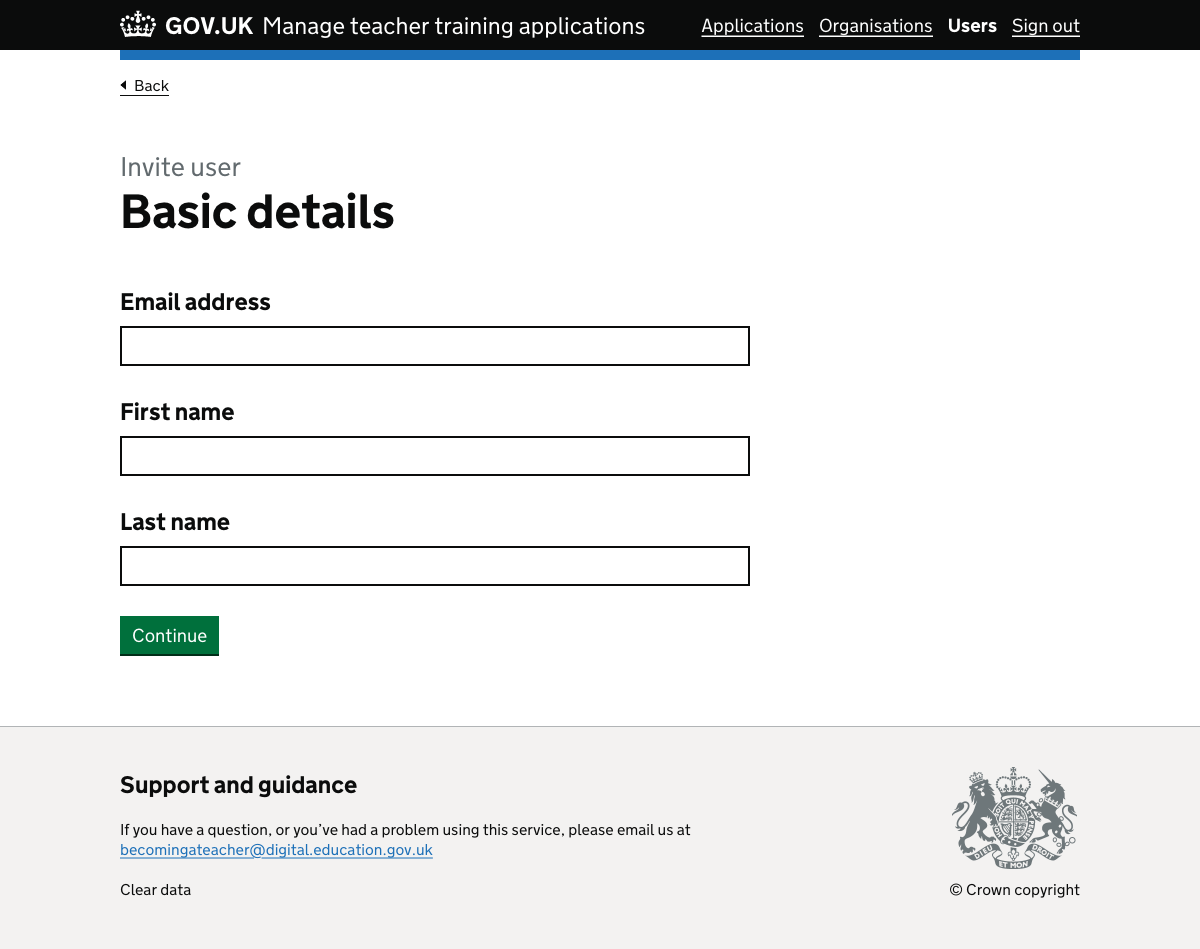 GOV.UK Manage teacher training applications Applications Organisations Users Sign out
Back
Invite user
Basic details
Email address
First name
Last name
Continue
Support and guidance
If you have a question, or you’ve had a problem using this service, please email us at
becomingateacher@digital.education.gov.uk
DIEU ET MON DROIT
Clear data
© Crown copyright